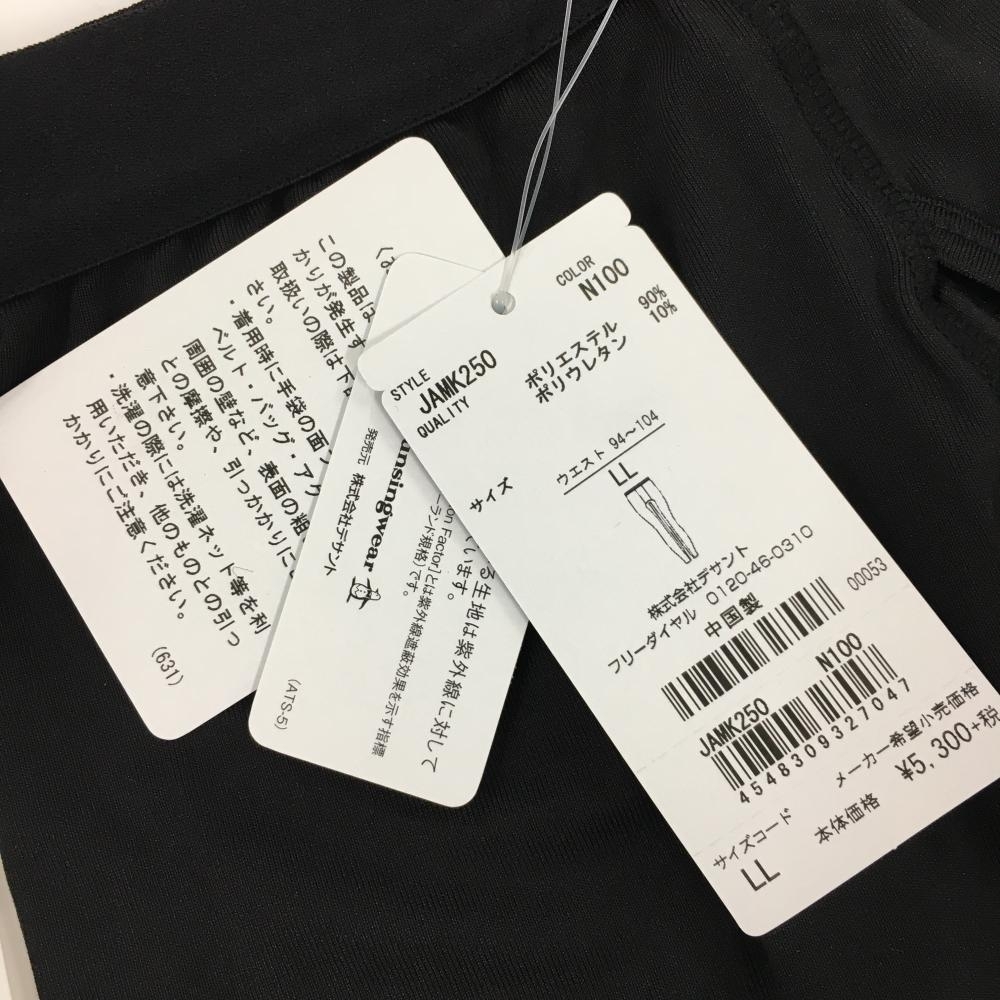 この製品は
かりが発生す
取扱いの際は下
さい。
・着用時に手袋の面フ
ベルト・バッグ・アク
周囲の壁など、表面の粗
との摩擦や、引っかかりに
意下さい。
・洗濯の際には洗濯ネット等を利
用いただき、他のものとの引っ
かかりにご注意ください。
(631)
る生地は紫外線に対して
います。
on Factor]とは紫外線遮蔽効果を示す指標
ランド規格)です。
nsingwear
発売元 株式会社デサント
(ATS-5)
COLOR
N100
STYLE
JAMK250
QUALITY
ポリエステル 90%
ポリウレタン 10%
サイズ
ウエスト 94～104
LL
株式会社デサント
フリーダイヤル 0120-46-0310
中国製
00053
JAMK250 N100
4548309327047
メーカー希望小売価格
本体価格 ¥5,300+税
サイズコード
LL